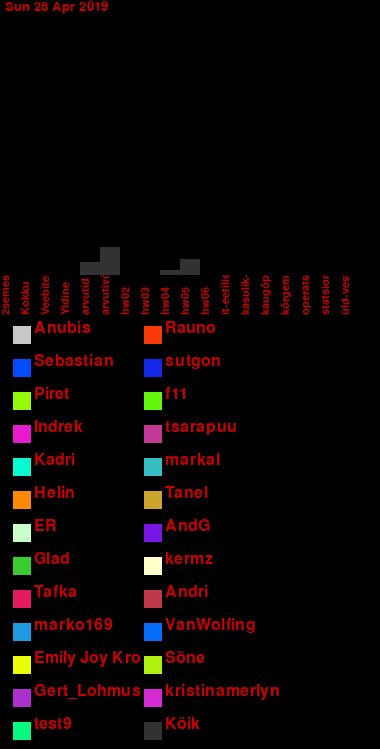 Sun 28 Apr 2019
2semes
Kokku
Veebite
Yldine
arvutid
arvutivõ
hw02
hw03
hw04
hw05
hw06
it-eetilis
kasulik-
kaugõp
kõrgem
operats
statsior
üld-ves
Anubis Rauno
Sebastian sutgon
Piret f11
Indrek tsarapuu
Kadri markal
Helin Tanel
ER AndG
Glad kermz
Tafka Andri
marko169 VanWolfing
Emily Joy Kro Sõne
Gert_Lohmus kristinamerlyn
test9 Kõik